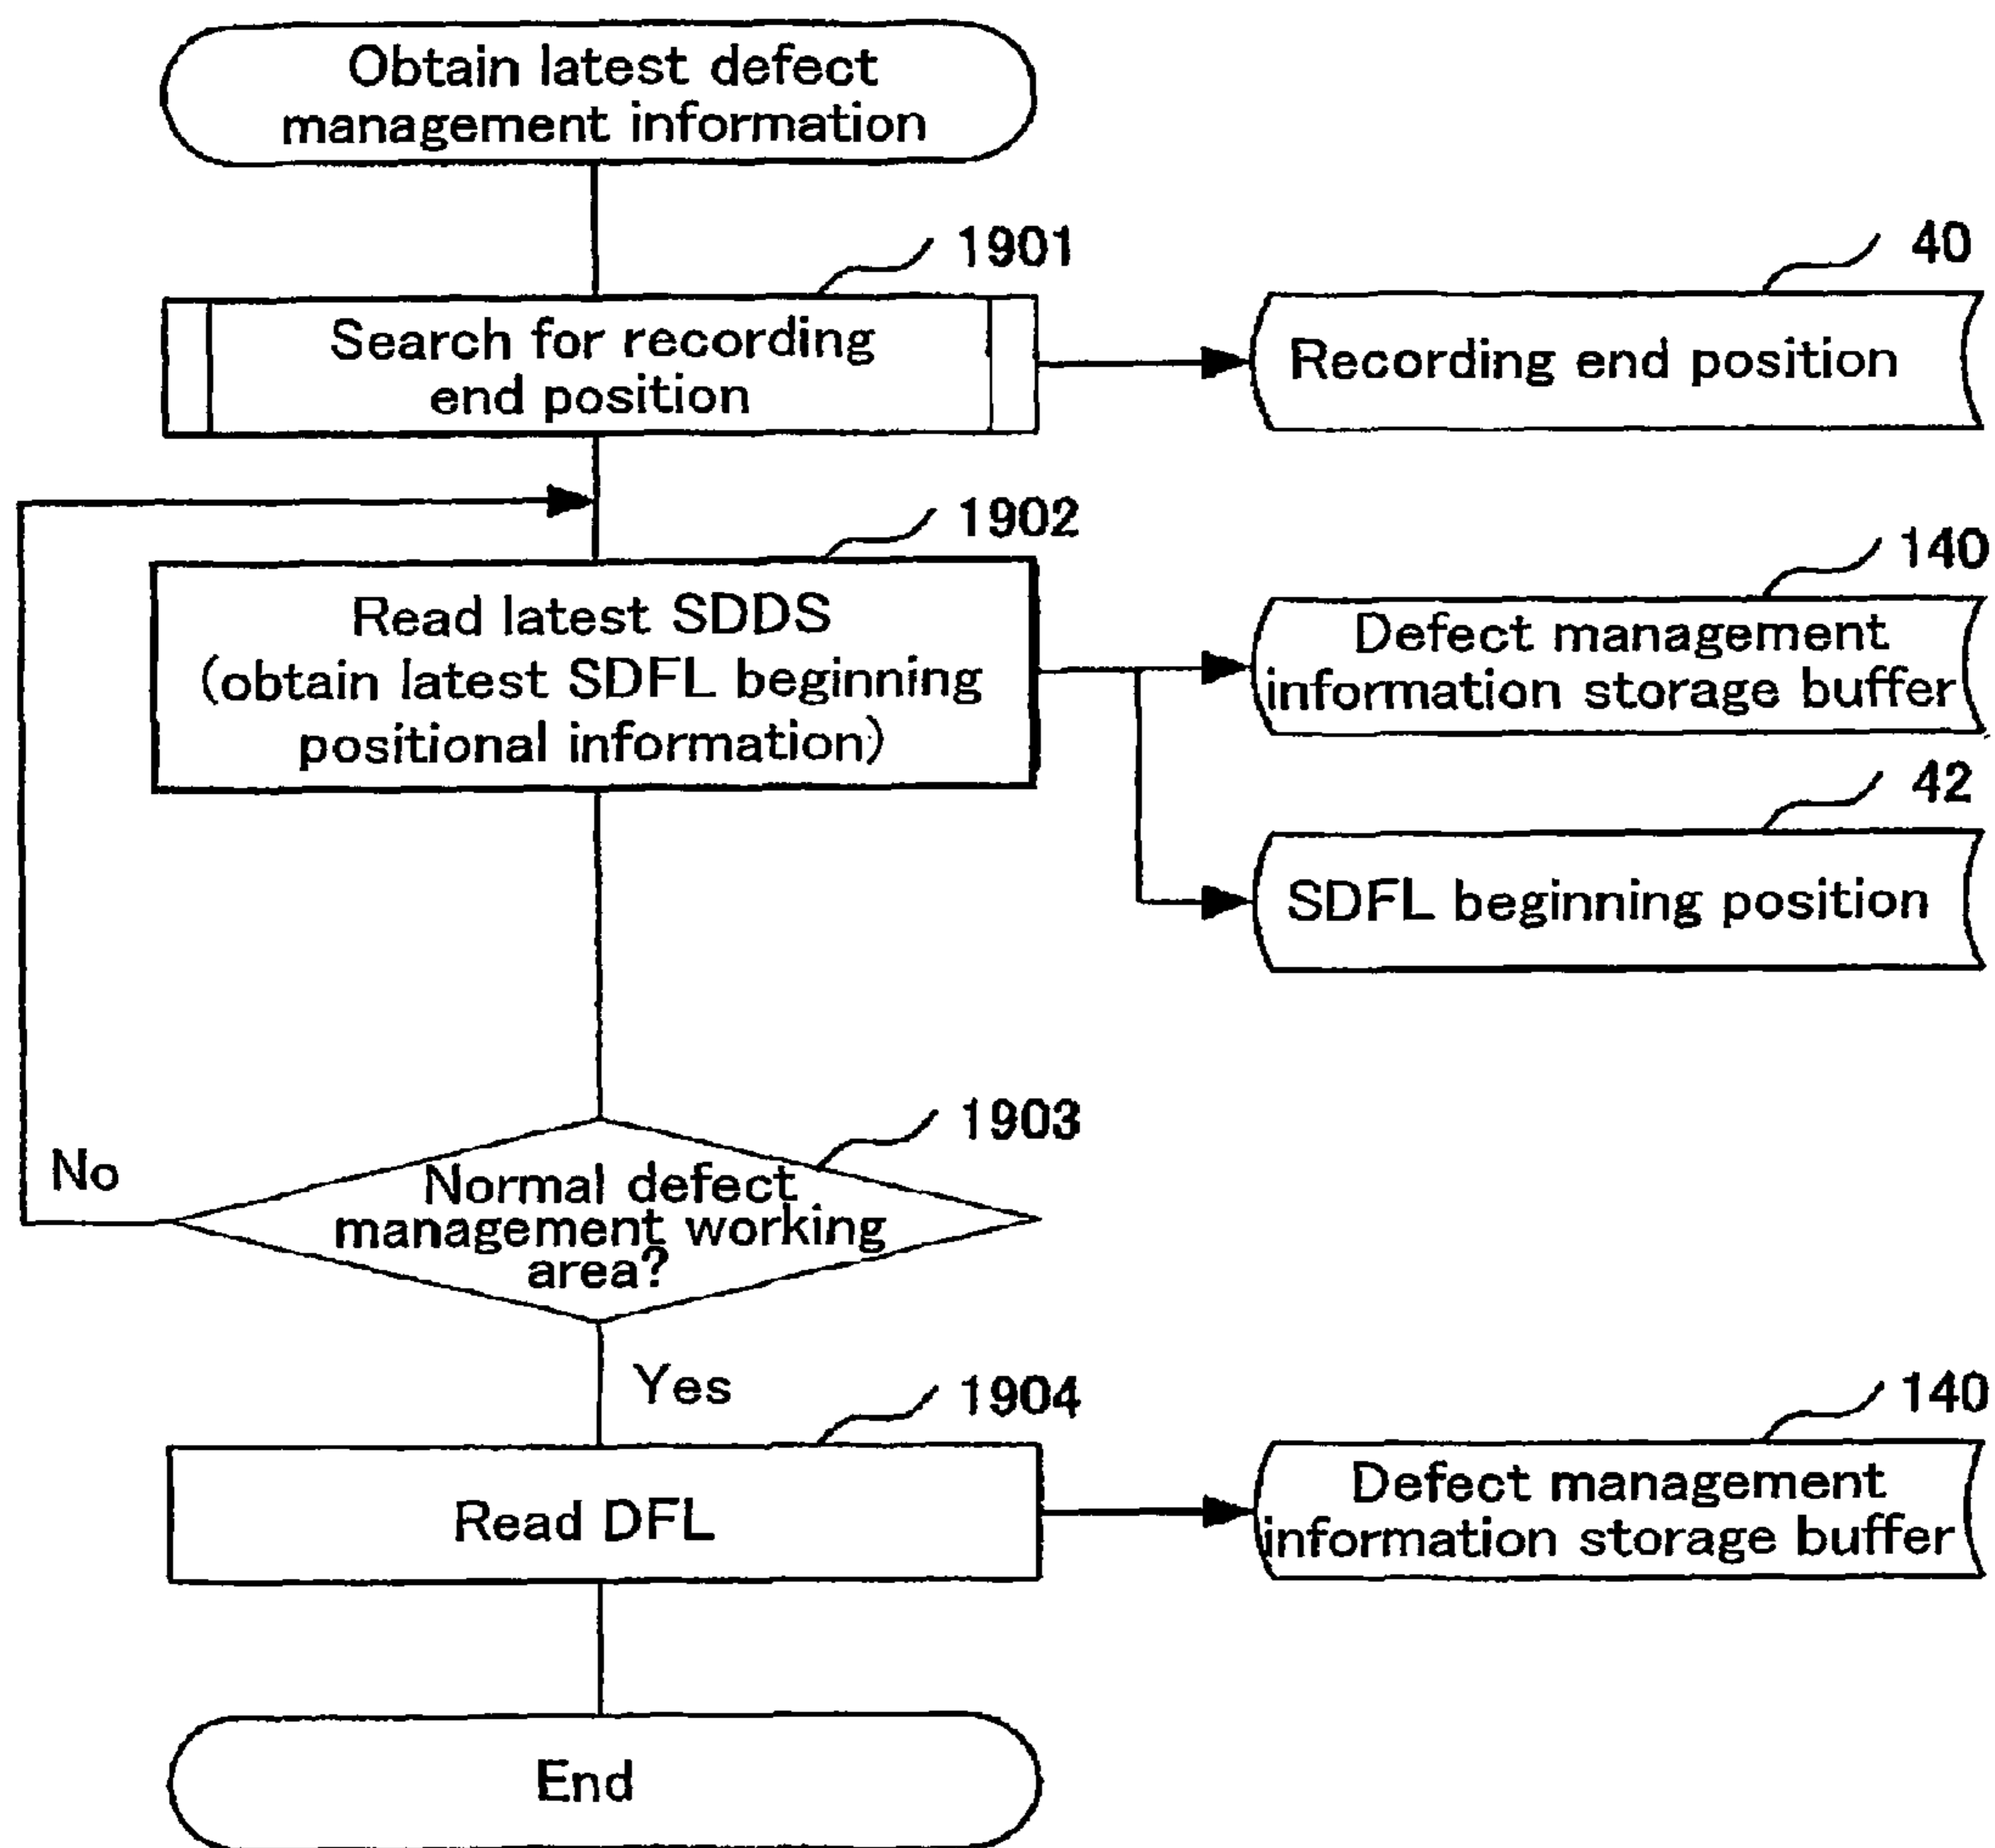 Obtain latest defect
management information
1901
Search for recording
end position
40
Recording end position
1902
Read latest SDDS
(obtain latest SDFL beginning
positional information)
140
Defect management
information storage buffer
42
SDFL beginning position
1903
Normal defect
management working
area?
No
Yes
1904
Read DFL
140
Defect management
information storage buffer
End